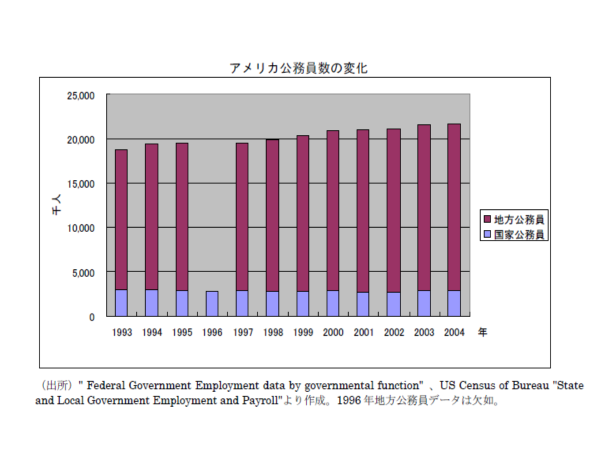 アメリカ公務員数の変化
25,000
20,000
15,000
10,000
5,000
0
千人
1993 1994 1995 1996 1997 1998 1999 2000 2001 2002 2003 2004 年
地方公務員
国家公務員
（出所）" Federal Government Employment data by governmental function" 、US Census of Bureau "State
and Local Government Employment and Payroll"より作成。1996 年地方公務員データは欠如。